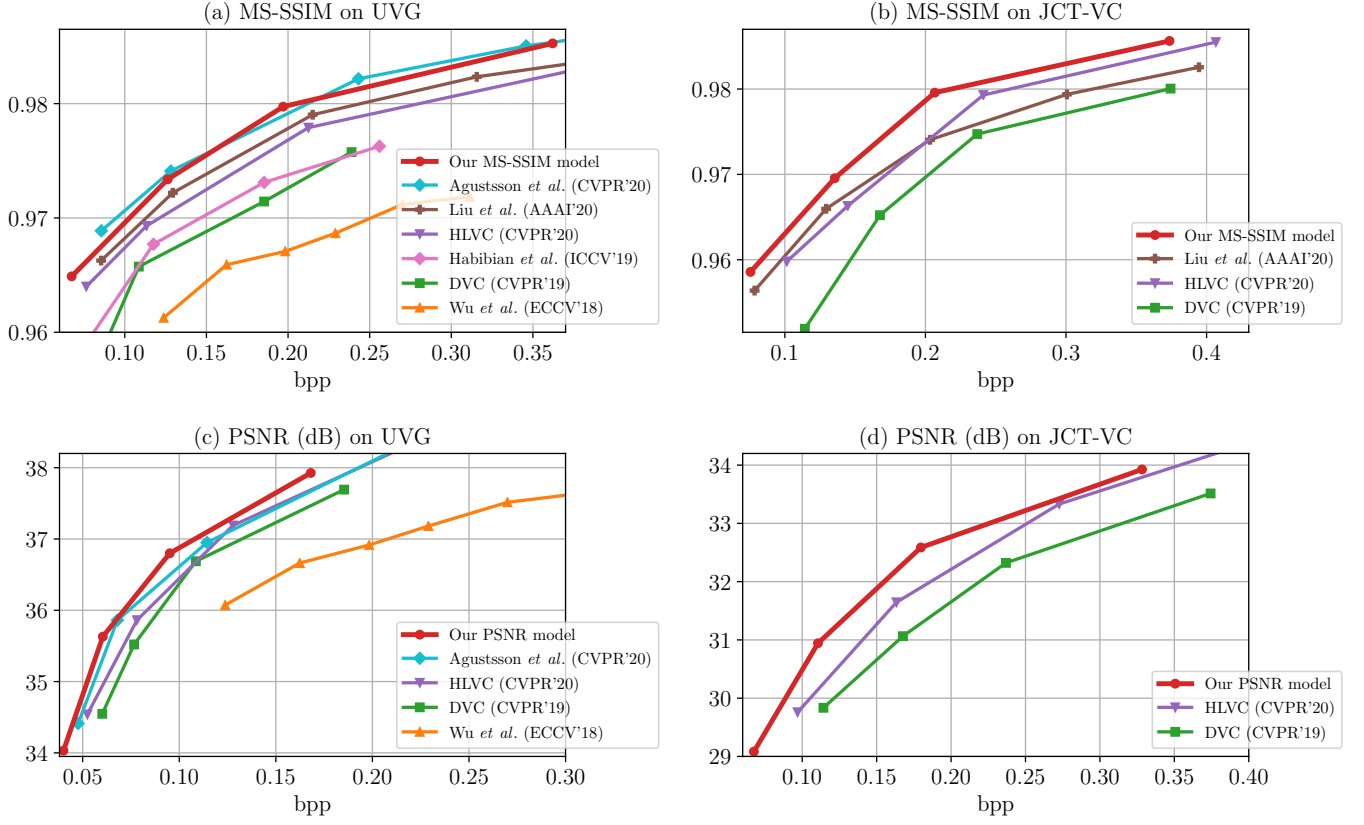 (a) MS-SSIM on UVG
0.98
0.97
0.96
0.10 0.15 0.20 0.25 0.30 0.35
bpp
Our MS-SSIM model
Agustsson et al. (CVPR'20)
Liu et al. (AAAI'20)
HLVC (CVPR'20)
Habibian et al. (ICCV'19)
DVC (CVPR'19)
Wu et al. (ECCV'18)
(b) MS-SSIM on JCT-VC
0.98
0.97
0.96
0.1 0.2 0.3 0.4
bpp
Our MS-SSIM model
Liu et al. (AAAI'20)
HLVC (CVPR'20)
DVC (CVPR'19)
(c) PSNR (dB) on UVG
38
37
36
35
34
0.05 0.10 0.15 0.20 0.25 0.30
bpp
Our PSNR model
Agustsson et al. (CVPR'20)
HLVC (CVPR'20)
DVC (CVPR'19)
Wu et al. (ECCV'18)
(d) PSNR (dB) on JCT-VC
34
33
32
31
30
29
0.10 0.15 0.20 0.25 0.30 0.35 0.40
bpp
Our PSNR model
HLVC (CVPR'20)
DVC (CVPR'19)